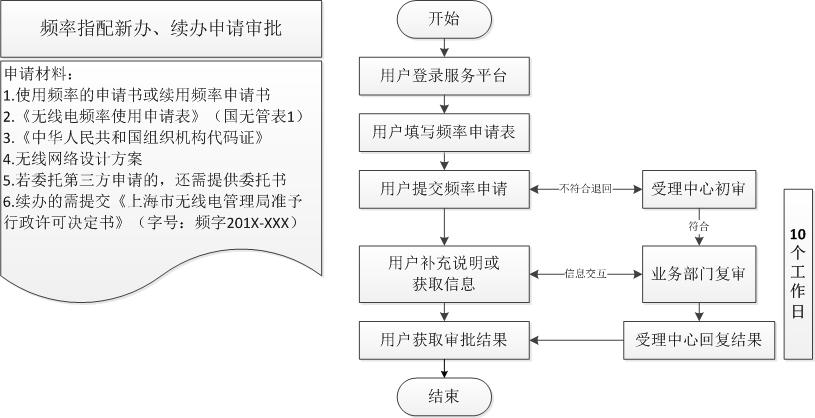 频率指配新办、续办申请审批
申请材料：
1.使用频率的申请书或续用频率申请书
2.《无线电频率使用申请表》（国无管表1）
3.《中华人民共和国组织机构代码证》
4.无线网络设计方案
5.若委托第三方申请的，还需提供委托书
6.续办的需提交《上海市无线电管理局准予
行政许可决定书》（字号：频字201X-XXX）
开始
用户登录服务平台
用户填写频率申请表
用户提交频率申请
不符合退回
受理中心初审
符合
用户补充说明或
获取信息
信息交互
业务部门复审
用户获取审批结果
受理中心回复结果
结束
10
个
工
作
日